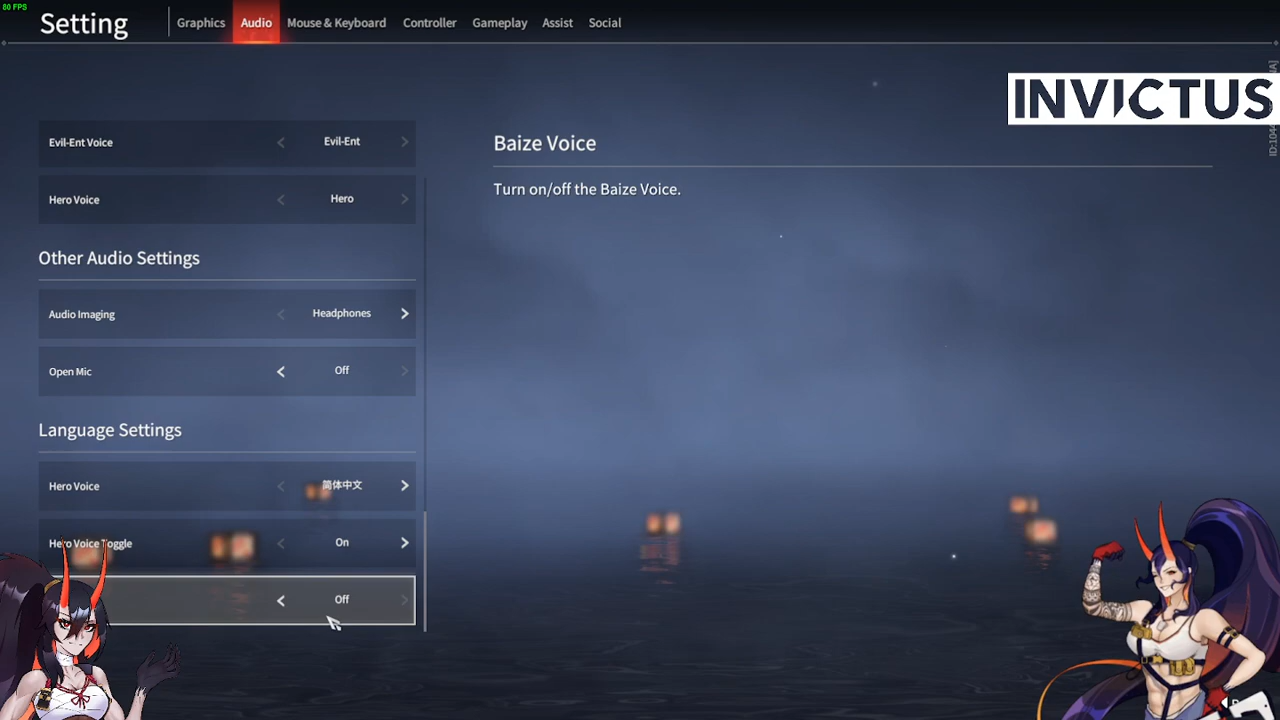 80 FPS
Setting
Graphics Audio Mouse & Keyboard Controller Gameplay Assist Social
INVICTUS
Evil-Ent Voice < Evil-Ent >
Hero Voice < Hero >
Other Audio Settings
Audio Imaging < Headphones >
Open Mic < Off >
Language Settings
Hero Voice < 简体中文 >
Hero Voice Toggle < On >
< Off >
Baize Voice
Turn on/off the Baize Voice.